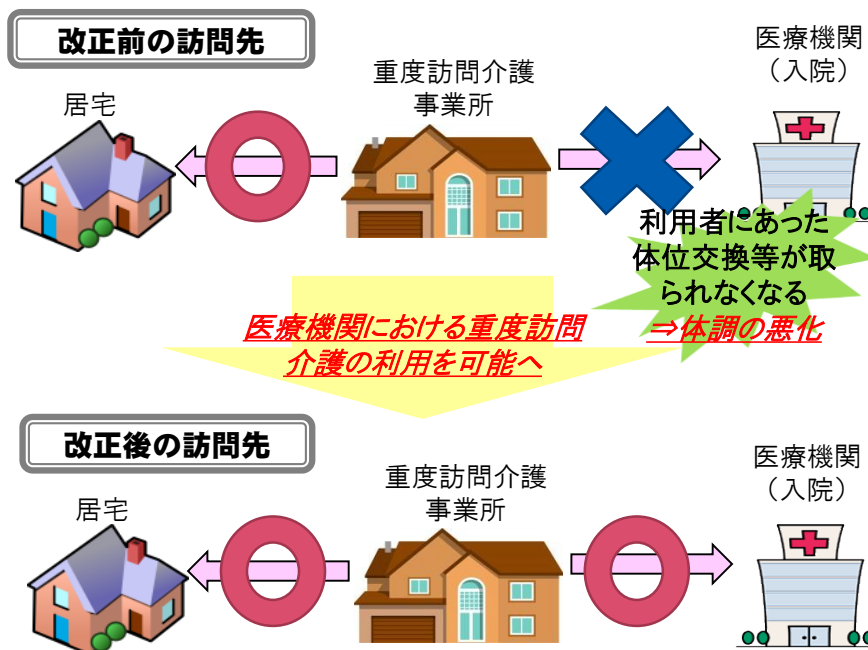 改正前の訪問先
医療機関
（入院）
重度訪問介護
事業所
居宅
利用者にあった
体位交換等が取
られなくなる
⇒体調の悪化
医療機関における重度訪問
介護の利用を可能へ
改正後の訪問先
医療機関
（入院）
重度訪問介護
事業所
居宅